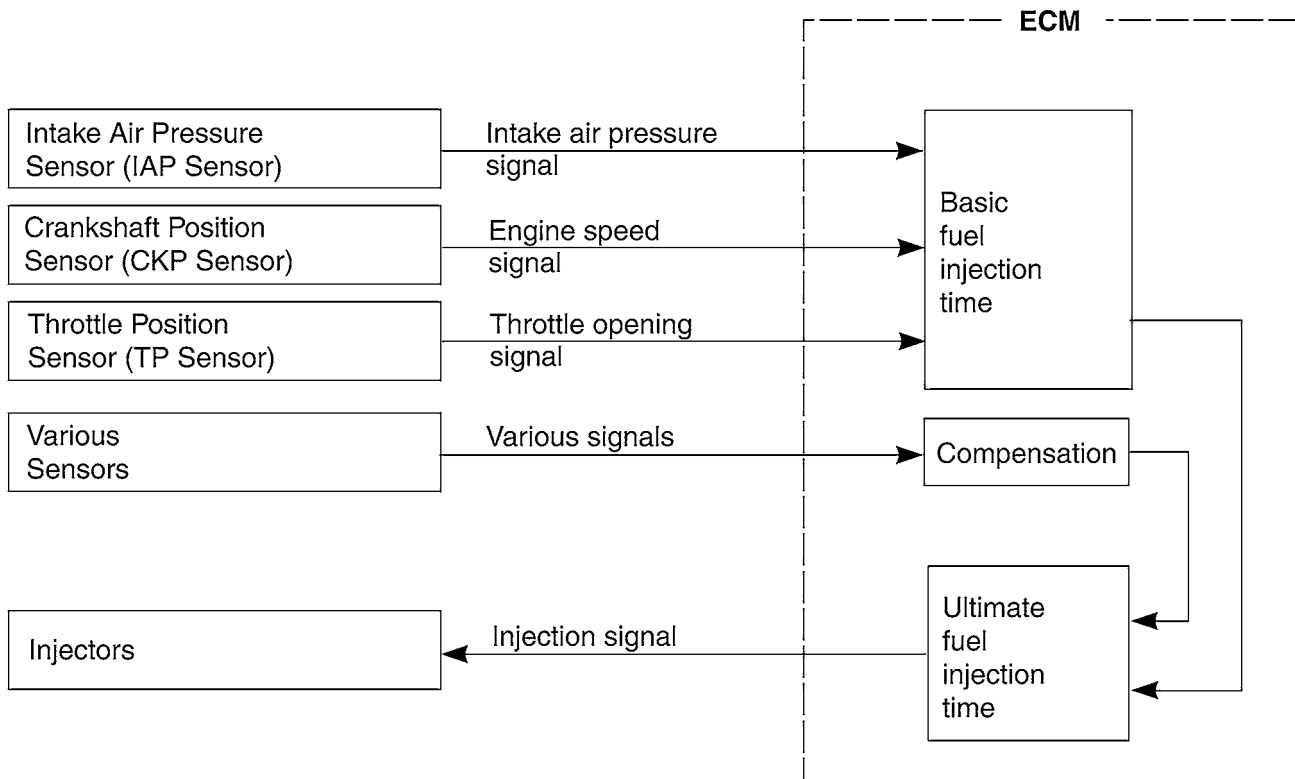 ECM
Intake Air Pressure
Sensor (IAP Sensor)
Intake air pressure
signal
Crankshaft Position
Sensor (CKP Sensor)
Engine speed
signal
Throttle Position
Sensor (TP Sensor)
Throttle opening
signal
Basic
fuel
injection
time
Various
Sensors
Various signals
Compensation
Injectors
Injection signal
Ultimate
fuel
injection
time